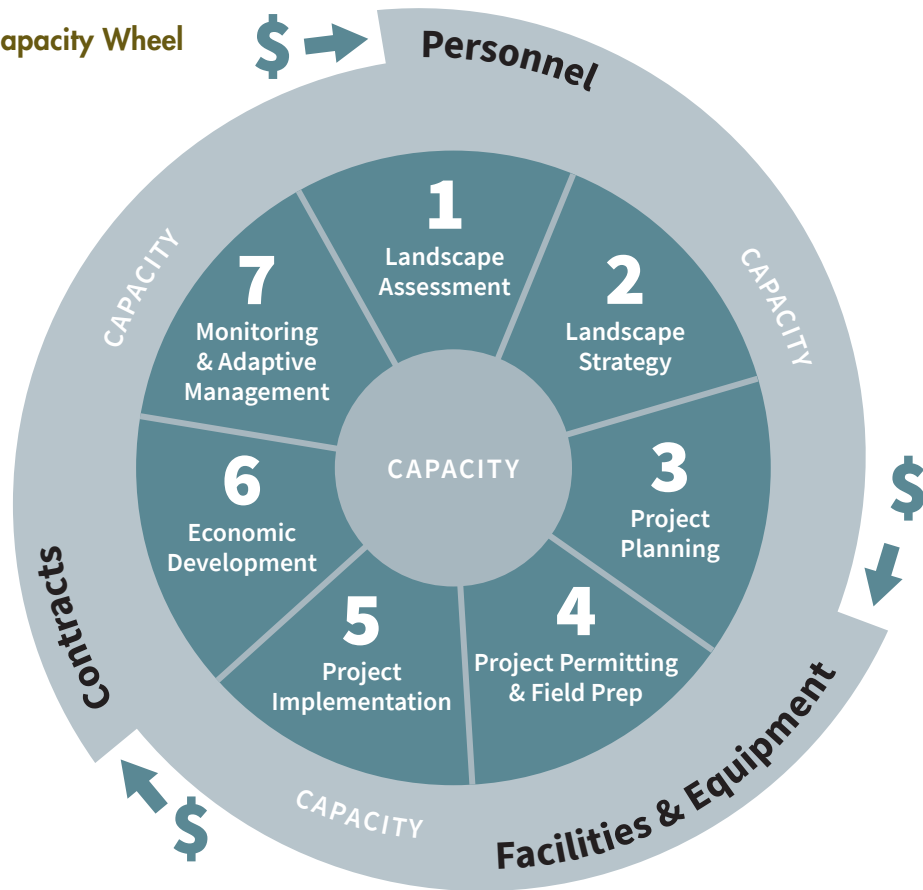 apacity Wheel
$
Personnel
CAPACITY
CAPACITY
1
Landscape
Assessment
2
Landscape
Strategy
3
Project
Planning
4
Project Permitting
& Field Prep
5
Project
Implementation
6
Economic
Development
7
Monitoring
& Adaptive
Management
CAPACITY
$
Facilities & Equipment
CAPACITY
$
Contracts